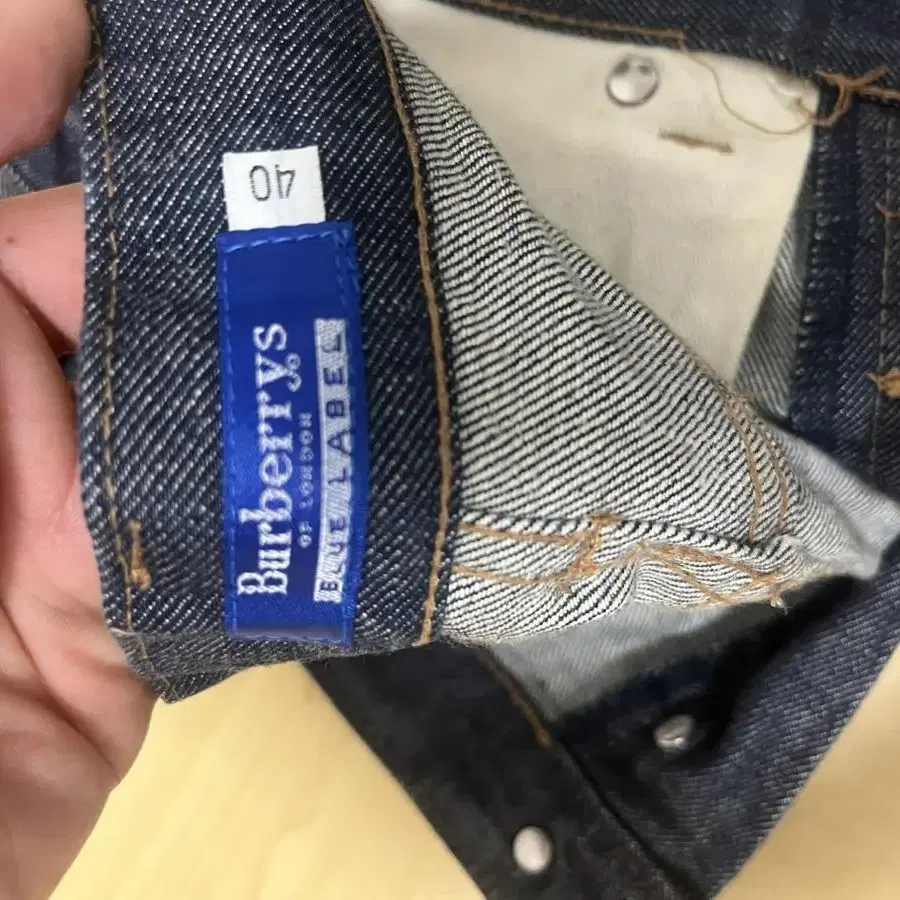 40
Burberrys
OF LONDON
BLUE LABEL